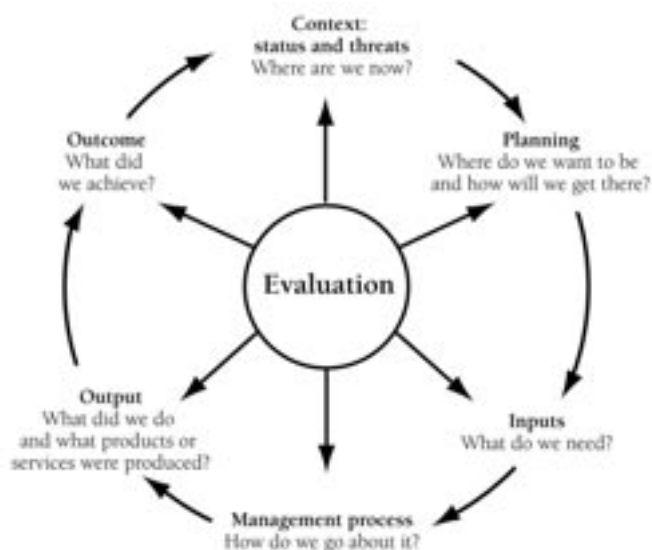 Context:
status and threats
Where are we now?
Planning
Where do we want to be
and how will we get there?
Inputs
What do we need?
Management process
How do we go about it?
Output
What did we do
and what products or
services were produced?
Outcome
What did
we achieve?
Evaluation